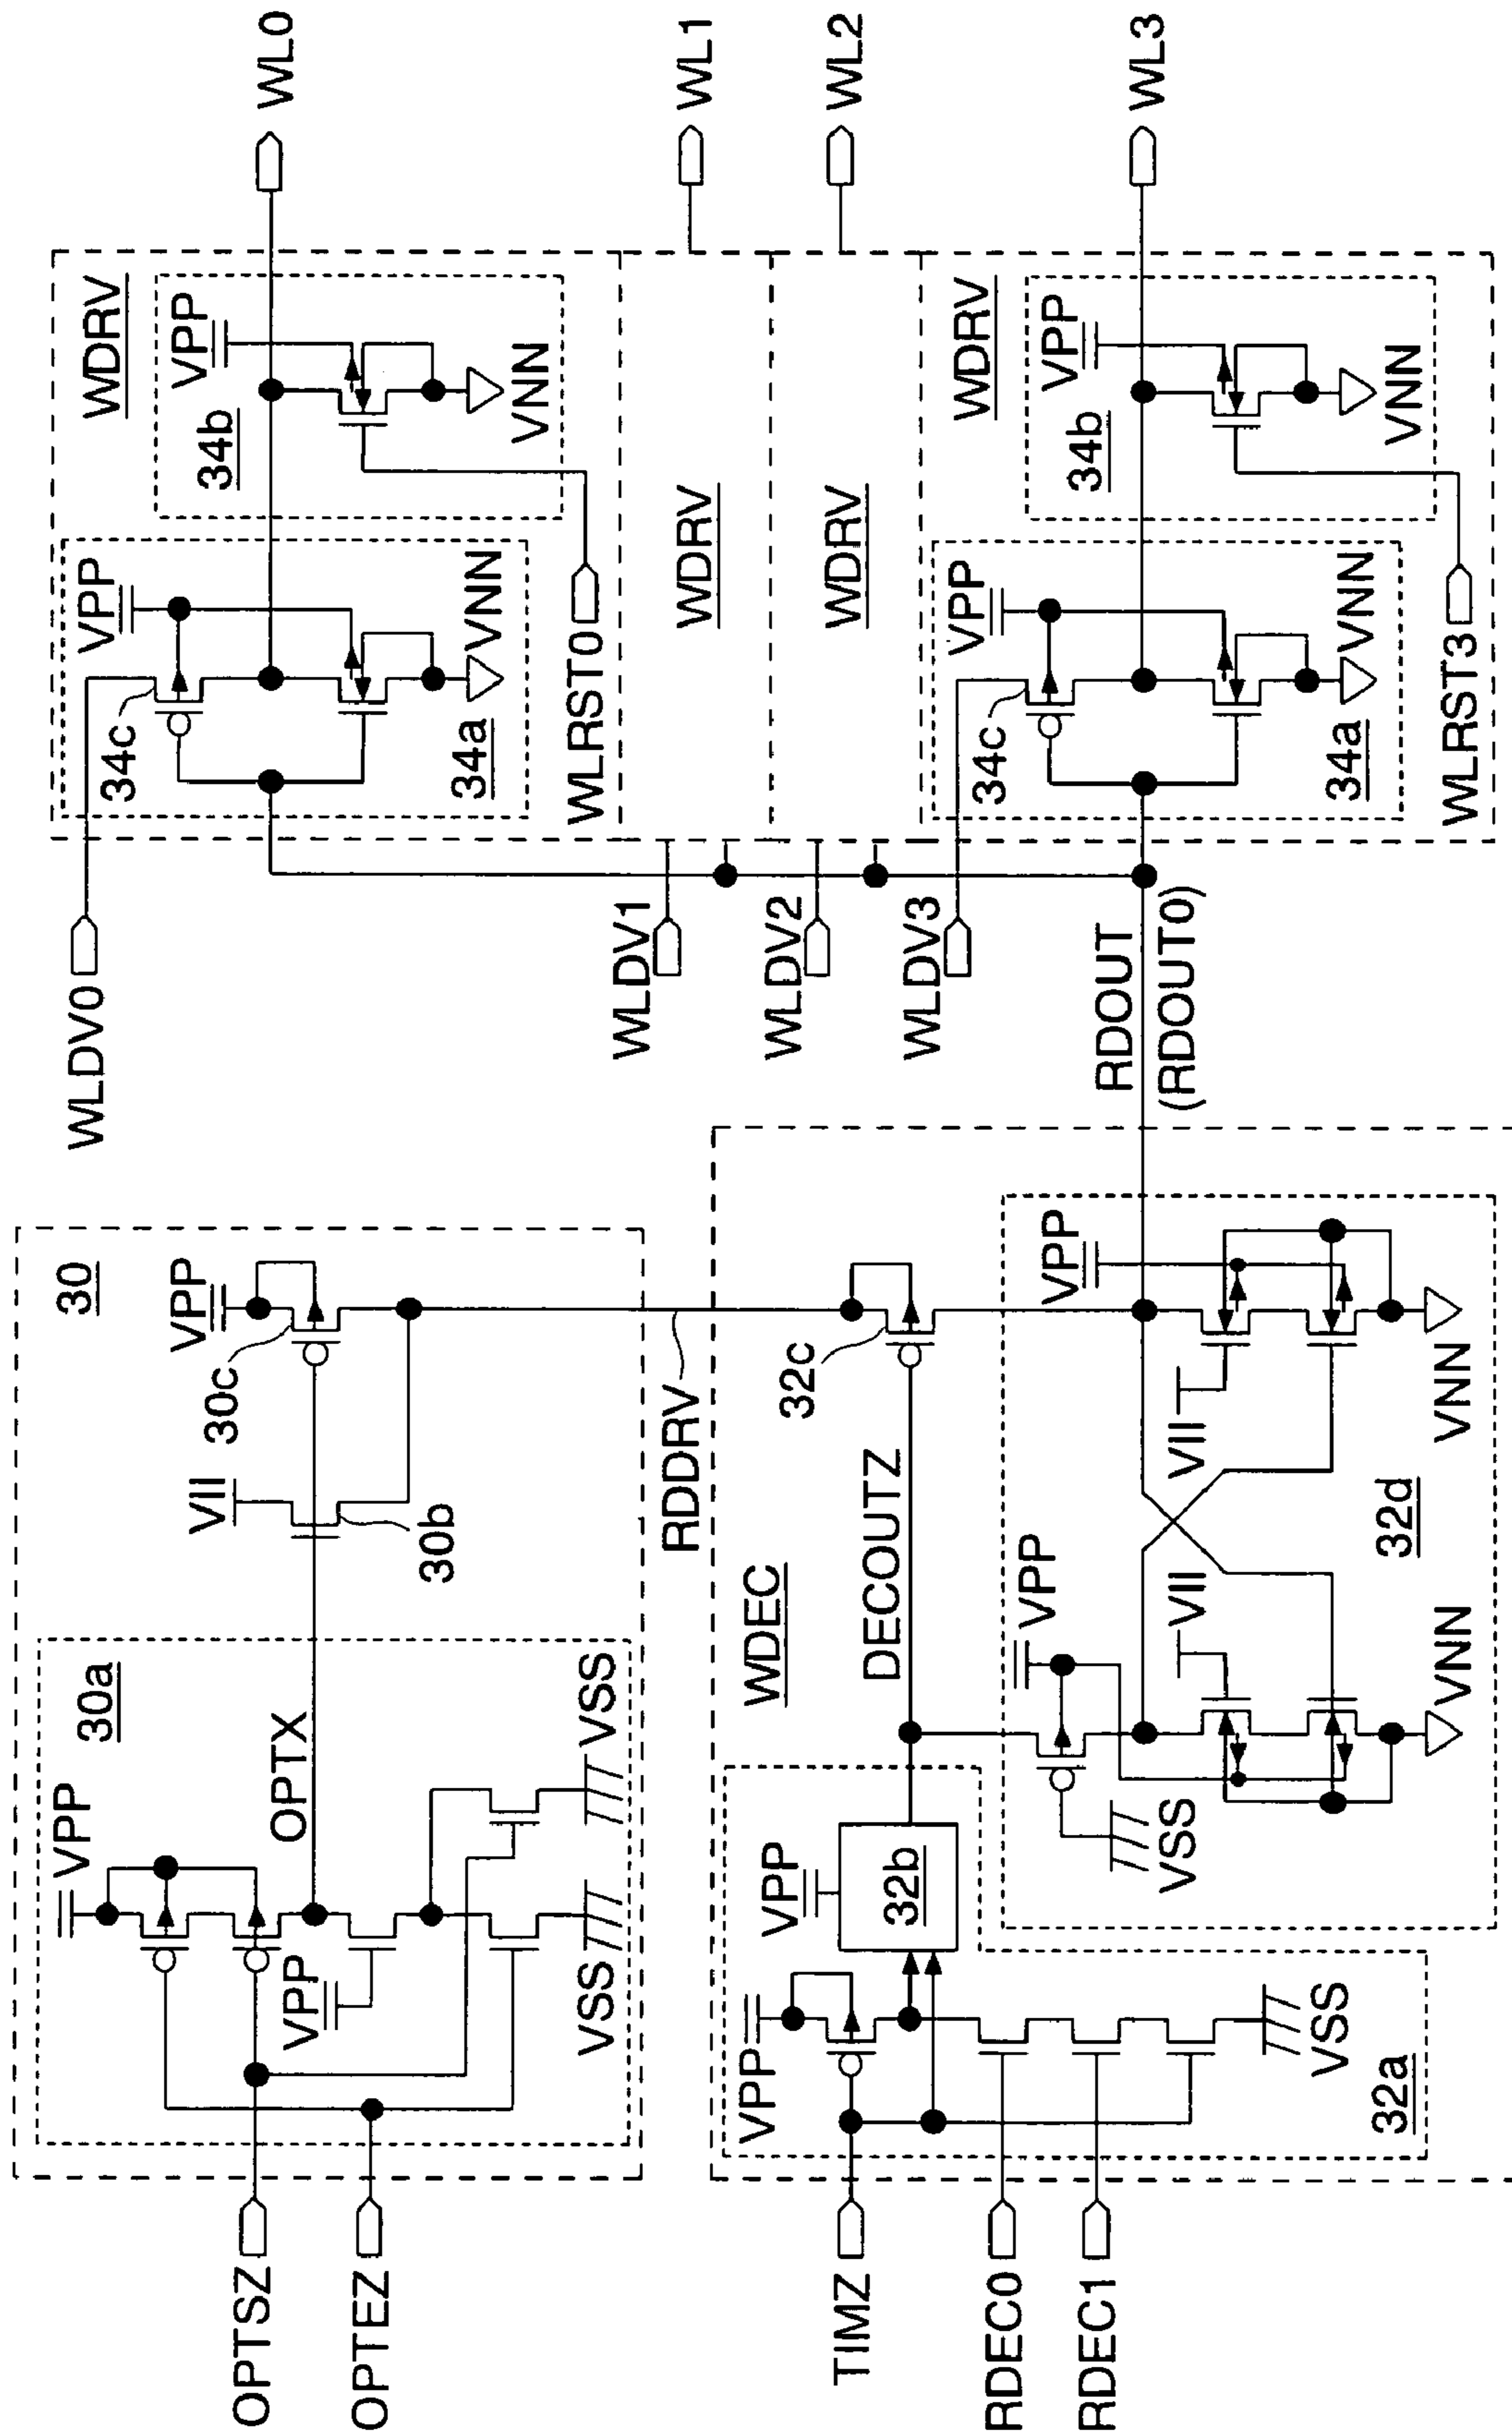 OPTSZ
OPTEZ
30a
VPP
OPTX
VPP
VSS
VSS
30
VII
30b
VPP
30c
RDDRV
WLDV0
WLDV1
WLDV2
WLDV3
RDOUT
(RDOUT0)
TIMZ
RDEC0
RDEC1
WDEC
VPP
VPP
32b
VSS
32a
DECOUTZ
32c
VPP
VSS
VII
VNN
32d
VPP
VII
VNN
WDRV
34c
VPP
34a
VNN
34b
VPP
VNN
WLRST0
WL0
WDRV
WL1
WDRV
WL2
WDRV
34c
VPP
34a
VNN
34b
VPP
VNN
WLRST3
WL3